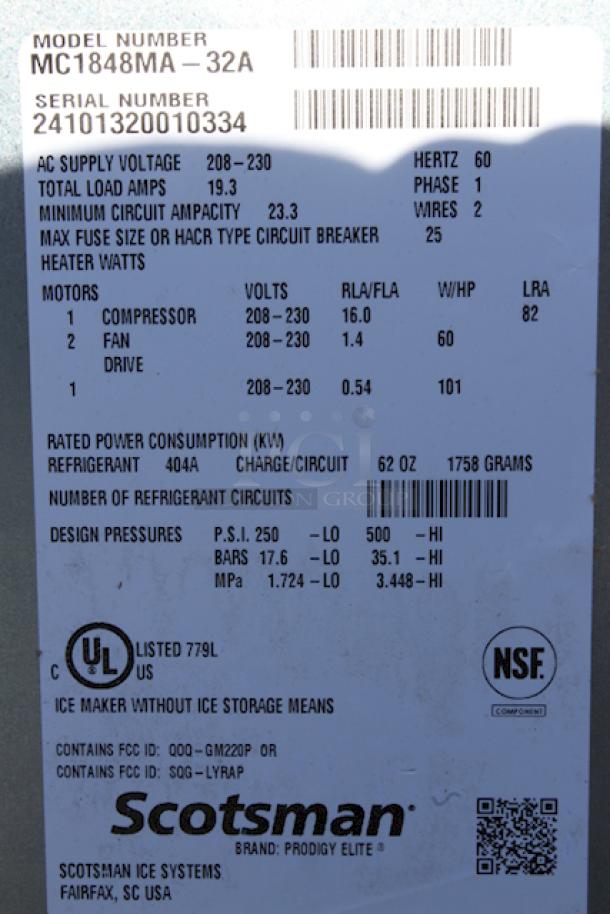 MODEL NUMBER
MC1848MA-32A
SERIAL NUMBER
24101320010334
AC SUPPLY VOLTAGE 208-230 HERTZ 60
TOTAL LOAD AMPS 19.3 PHASE 1
MINIMUM CIRCUIT AMPACITY 23.3 WIRES 2
MAX FUSE SIZE OR HACR TYPE CIRCUIT BREAKER 25
HEATER WATTS
MOTORS VOLTS RLA/FLA W/HP LRA
1 COMPRESSOR 208-230 16.0 82
2 FAN 208-230 1.4 60
DRIVE
1 208-230 0.54 101
RATED POWER CONSUMPTION (KW)
REFRIGERANT 404A CHARGE/CIRCUIT 62 OZ 1758 GRAMS
NUMBER OF REFRIGERANT CIRCUITS
PCi
GROUP
DESIGN PRESSURES P.S.I. 250 -LO 500 -HI
BARS 17.6 -LO 35.1 -HI
MPa 1.724 -LO 3.448 -HI
C UL ® US LISTED 779L
NSF.
COMPONENT
ICE MAKER WITHOUT ICE STORAGE MEANS
CONTAINS FCC ID: QOQ-GM220P OR
CONTAINS FCC ID: SQG-LYRAP
Scotsman®
BRAND: PRODIGY ELITE ®
SCOTSMAN ICE SYSTEMS
FAIRFAX, SC USA